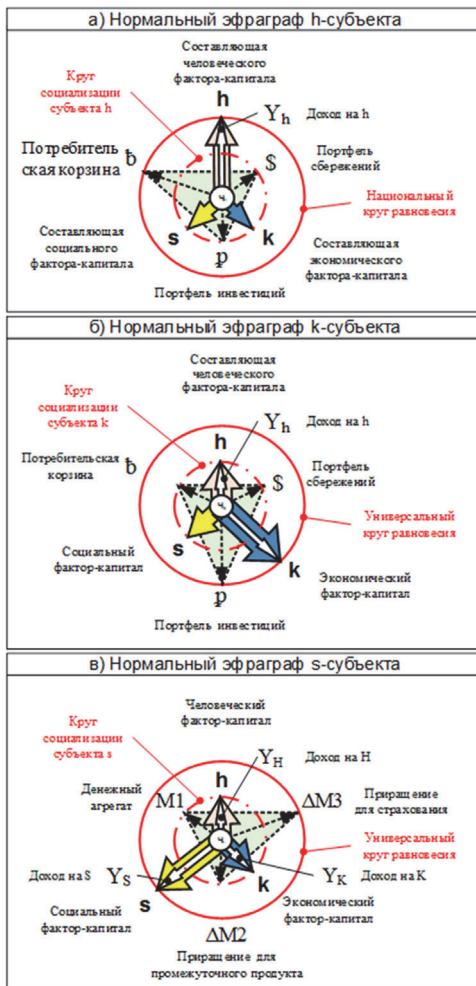 а) Нормальный эфраграф h-субъекта
Составляющая
человеческого
фактора-капитала
Круг
социализации
субъекта h
h
Yh
Доход на h
Потребитель
ская корзина
ƀ
$
Портфель
сбережений
ч
Национальный
круг равновесия
s
k
Составляющая
социального
фактора-капитала
p
Составляющая
экономического
фактора-капитала
Портфель инвестиций
б) Нормальный эфраграф k-субъекта
Составляющая
человеческого
фактора-капитала
Круг
социализации
субъекта k
h
Yh
Доход на h
Потребительская
корзина
ƀ
$
Портфель
сбережений
ч
Универсальный
круг равновесия
s
Социальный
фактор-капитал
k
Экономический
фактор-капитал
p
Портфель инвестиций
в) Нормальный эфраграф s-субъекта
Человеческий
фактор-капитал
Круг
социализации
субъекта s
h
YH
Доход на H
Денежный
агрегат
M1
ΔM3
Приращение
для страхования
ч
Универсальный
круг равновесия
Доход на S
YS
k
YK
Доход на K
Социальный
фактор-капитал
s
Экономический
фактор-капитал
ΔM2
Приращение для
промежуточного продукта